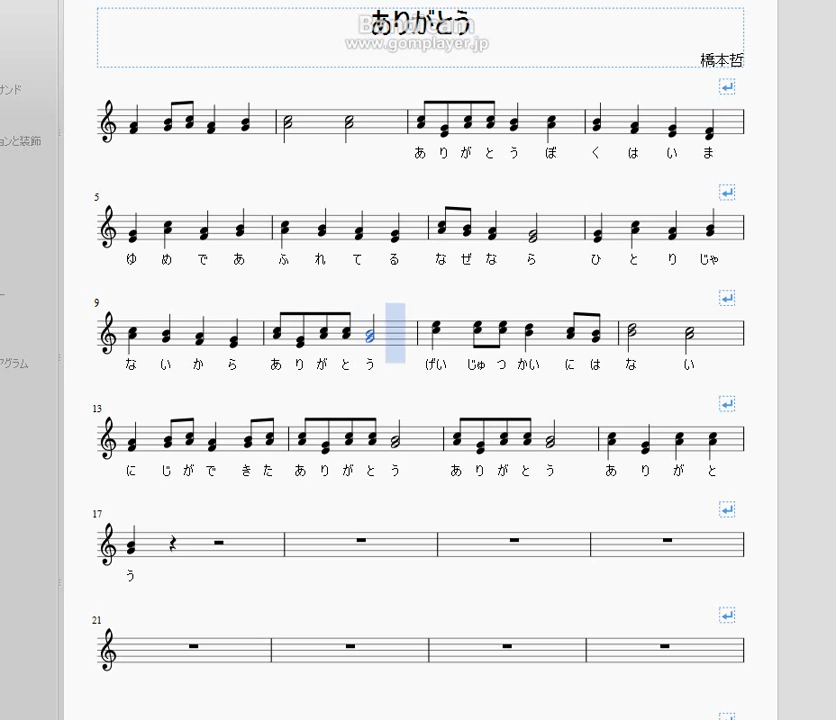 ありがとう
www.gomplayer.jp
橋本哲
サンド
ョンと装飾
アグラム
ありがとう ぼ くはいま
5
ゆめであ ふれてる なぜなら ひとりじゃ
9
ないから ありがとう げい じゅつ かい には ない
13
にじができた ありがとう ありがとう ありがと
17
う
21